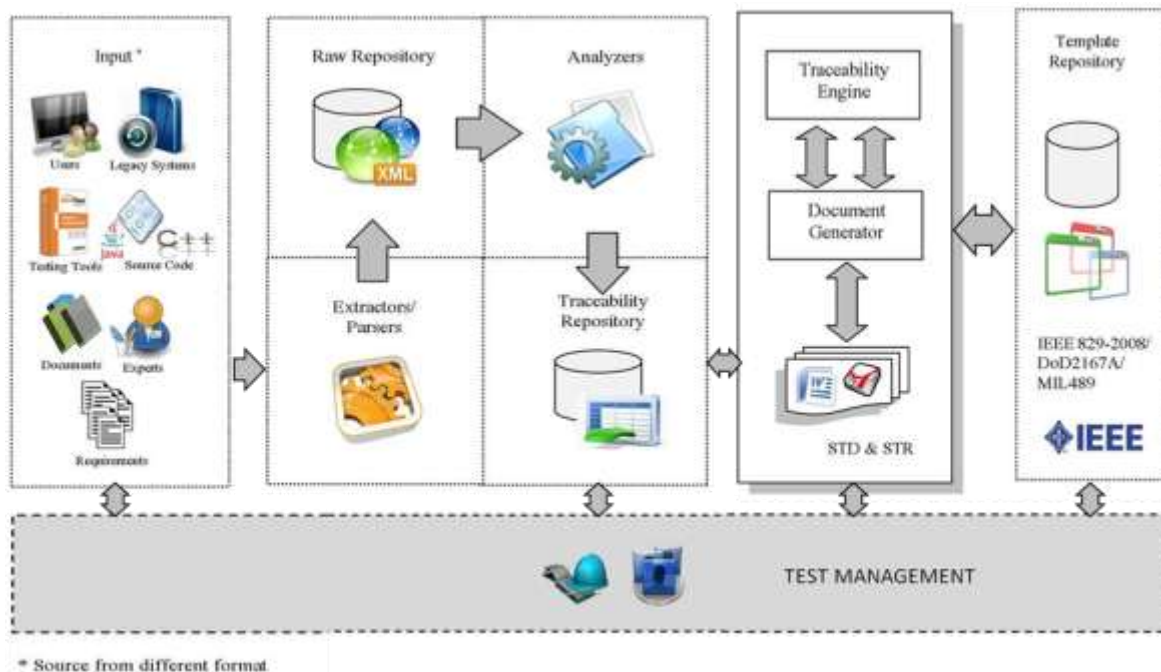 Input *
Users
Legacy Systems
Testing Tools
Java
C++
Source Code
Documents
Experts
Requirements
Raw Repository
XML
Extractors/
Parsers
Analyzers
Traceability
Repository
Traceability
Engine
Document
Generator
STD & STR
Template
Repository
IEEE 829-2008/
DoD2167A/
MIL489
IEEE
TEST MANAGEMENT
* Source from different format